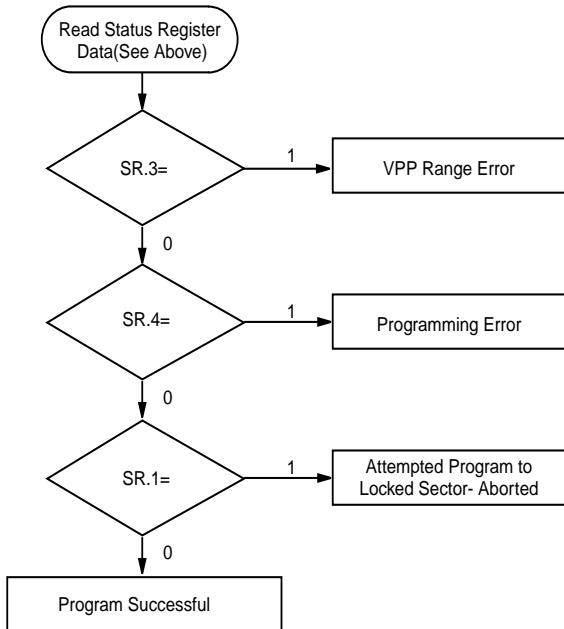 Read Status Register
Data(See Above)
SR.3=
1
VPP Range Error
0
SR.4=
1
Programming Error
0
SR.1=
1
Attempted Program to
Locked Sector- Aborted
0
Program Successful